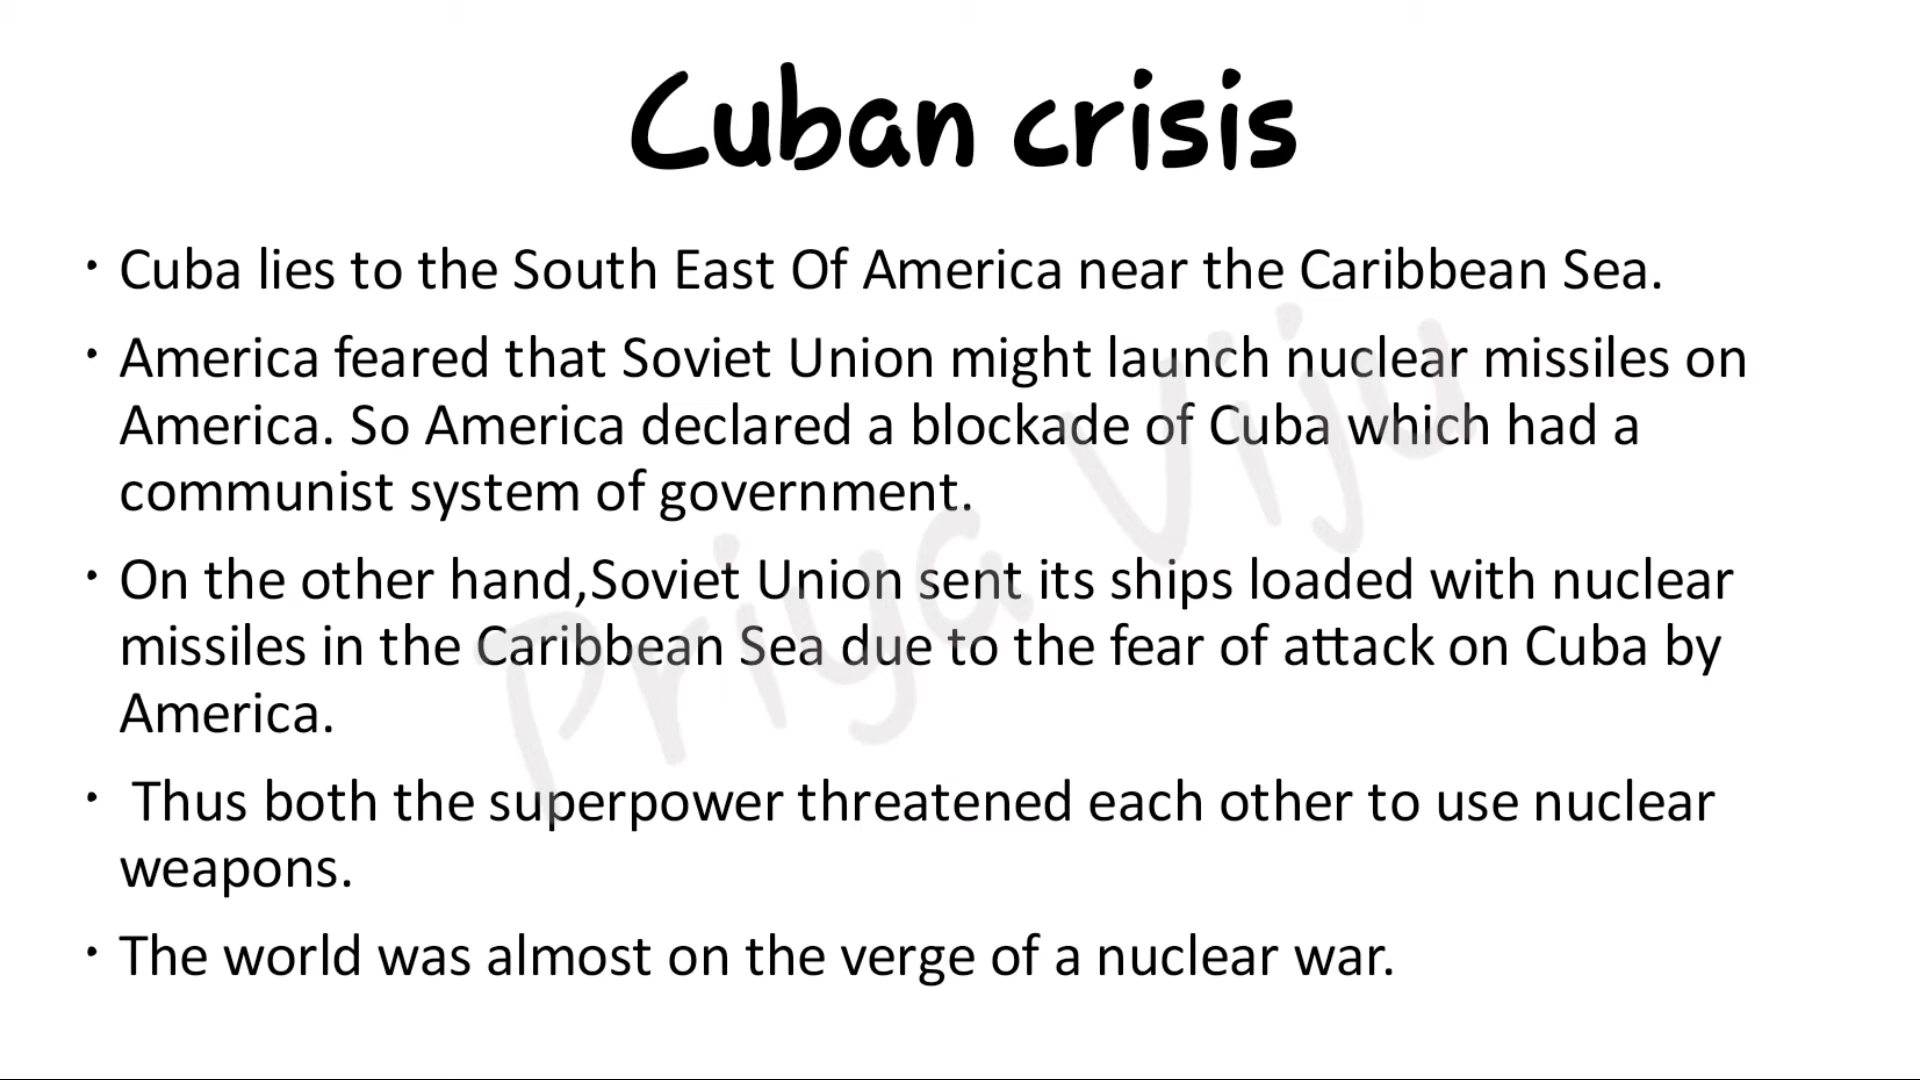 Cuban crisis
• Cuba lies to the South East Of America near the Caribbean Sea.
• America feared that Soviet Union might launch nuclear missiles on
America. So America declared a blockade of Cuba which had a
communist system of government.
• On the other hand,Soviet Union sent its ships loaded with nuclear
missiles in the Caribbean Sea due to the fear of attack on Cuba by
America.
• Thus both the superpower threatened each other to use nuclear
weapons.
• The world was almost on the verge of a nuclear war.
Priya Viju